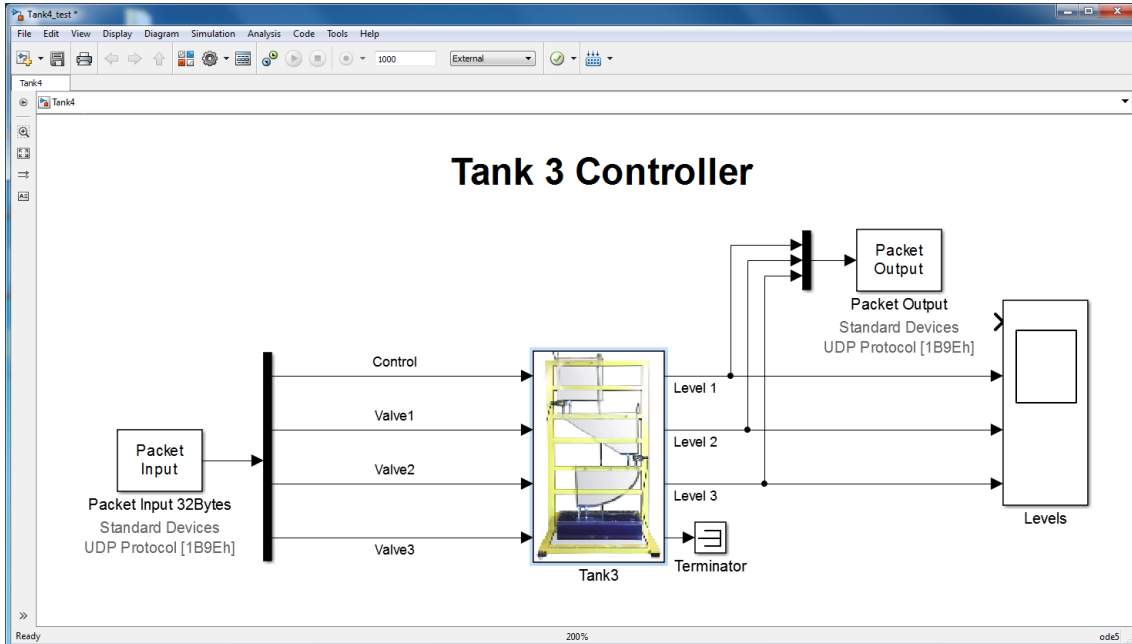 Tank4_test *
File Edit View Display Diagram Simulation Analysis Code Tools Help
1000 External
Tank4
Tank4
Tank 3 Controller
Packet
Output
Packet Output
Standard Devices
UDP Protocol [1B9Eh]
Control
Valve1
Valve2
Valve3
Packet
Input
Packet Input 32Bytes
Standard Devices
UDP Protocol [1B9Eh]
Level 1
Level 2
Level 3
Tank3
Terminator
Levels
Ready 200% ode5